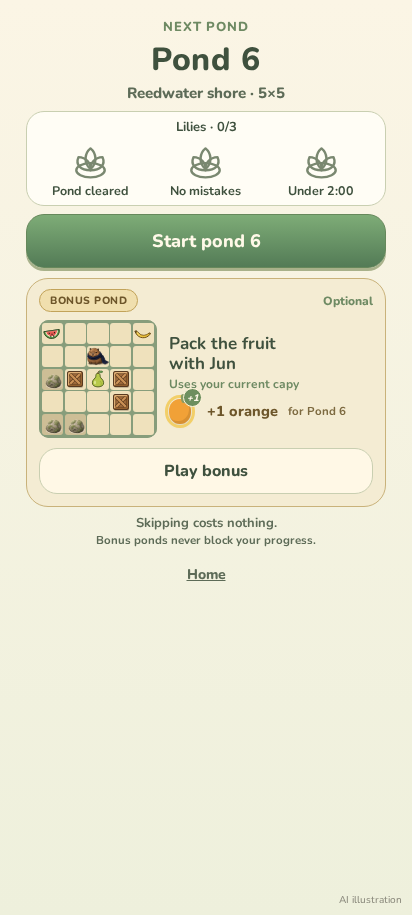 NEXT POND
Pond 6
Reedwater shore · 5×5
Lilies · 0/3
Pond cleared
No mistakes
Under 2:00
Start pond 6
BONUS POND
Optional
Pack the fruit
with Jun
Uses your current capy
+1
+1 orange
for Pond 6
Play bonus
Skipping costs nothing.
Bonus ponds never block your progress.
Home
AI illustration